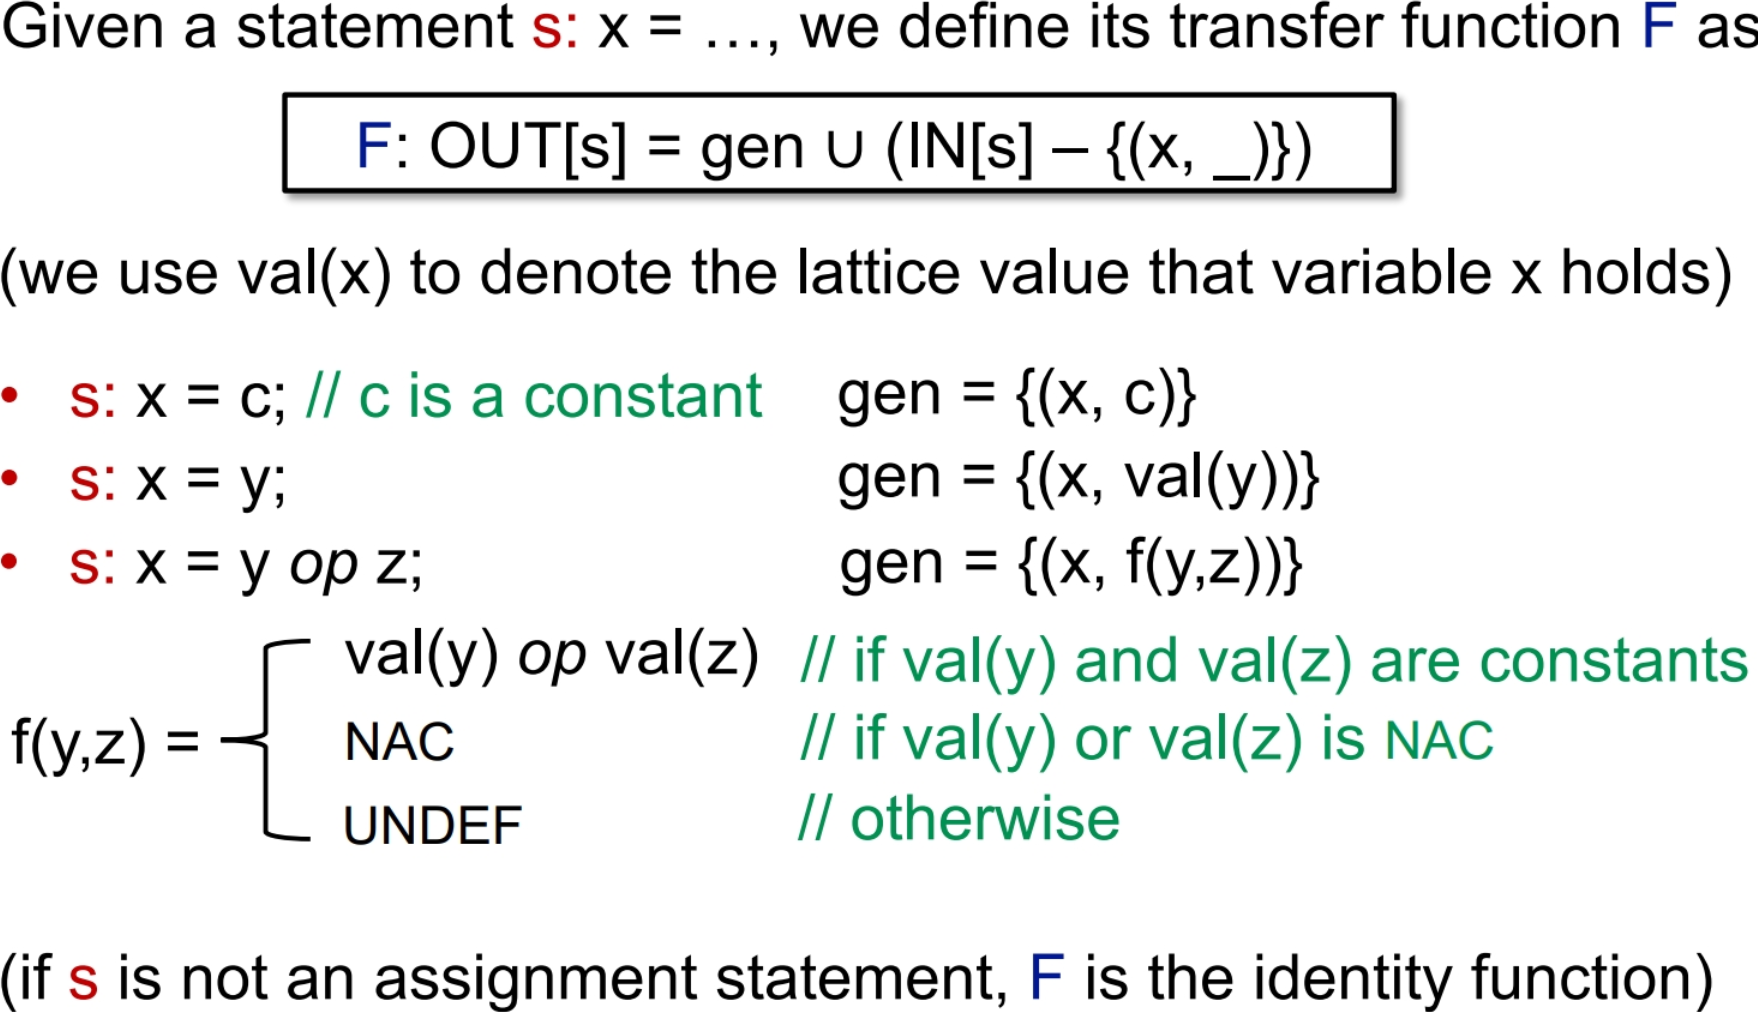 Given a statement s: x = …, we define its transfer function F as
F: OUT[s] = gen ∪ (IN[s] – {(x, _)})
(we use val(x) to denote the lattice value that variable x holds)
• s: x = c; // c is a constant gen = {(x, c)}
• s: x = y; gen = {(x, val(y))}
• s: x = y op z; gen = {(x, f(y,z))}
val(y) op val(z) // if val(y) and val(z) are constants
f(y,z) = NAC // if val(y) or val(z) is NAC
UNDEF // otherwise
(if s is not an assignment statement, F is the identity function)